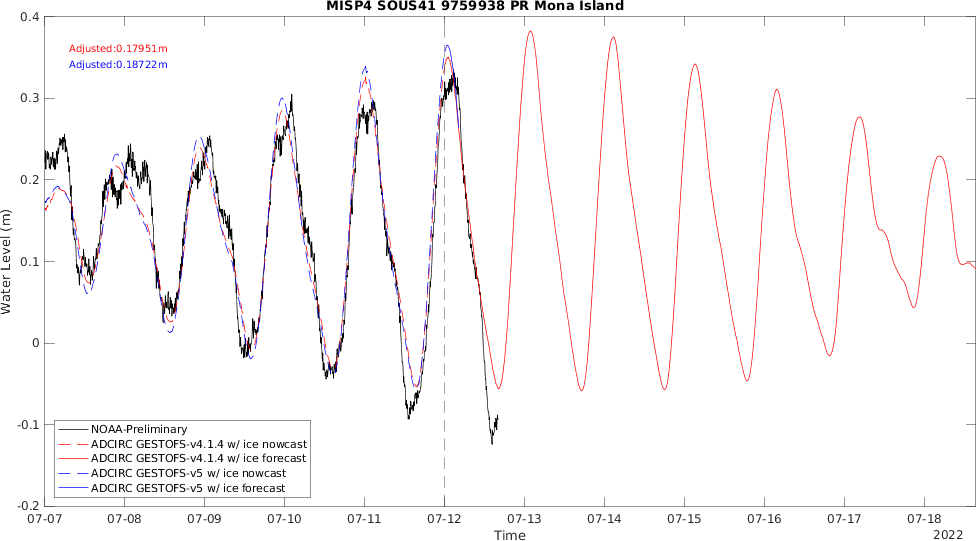 MISP4 SOUS41 9759938 PR Mona Island
0.4
Adjusted:0.17951m
Adjusted:0.18722m
0.3
0.2
Water Level (m)
0.1
0
-0.1
NOAA-Preliminary
ADCIRC GESTOFS-v4.1.4 w/ ice nowcast
ADCIRC GESTOFS-v4.1.4 w/ ice forecast
ADCIRC GESTOFS-v5 w/ ice nowcast
ADCIRC GESTOFS-v5 w/ ice forecast
-0.2
07-07 07-08 07-09 07-10 07-11 07-12 07-13 07-14 07-15 07-16 07-17 07-18
Time
2022